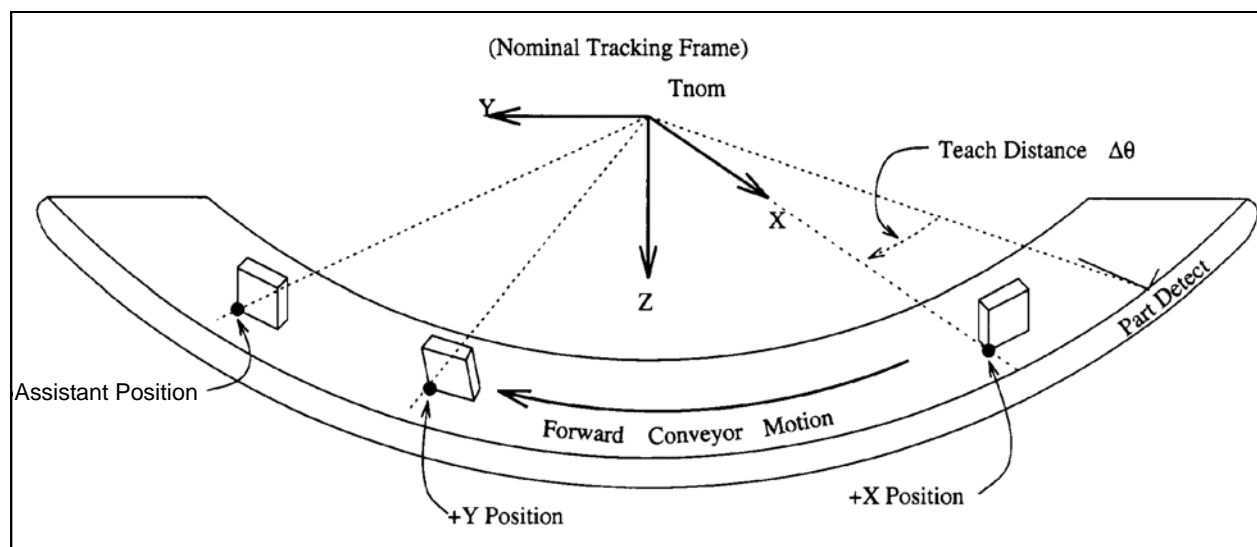 (Nominal Tracking Frame)
Tnom
Y
Teach Distance Δθ
X
Z
Part Detect
Assistant Position
Forward Conveyor Motion
+X Position
+Y Position